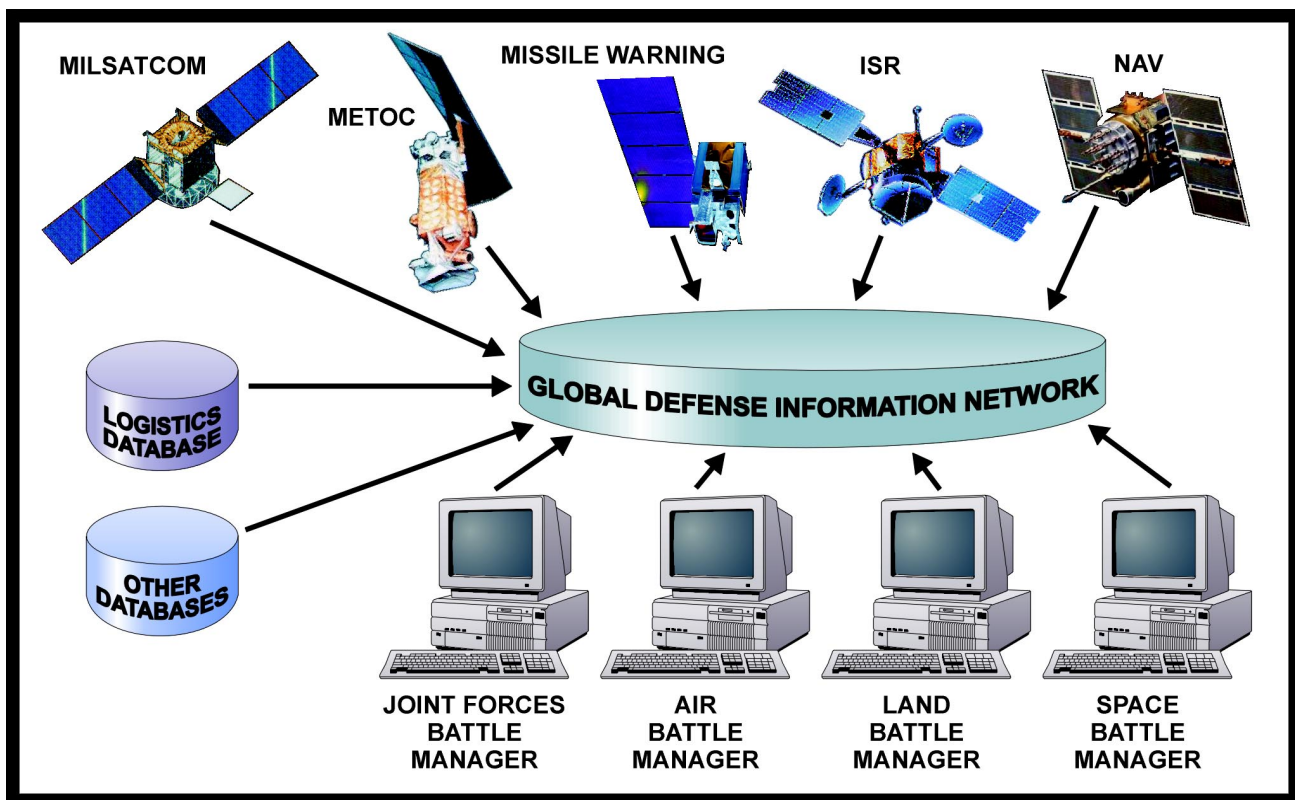 MILSATCOM
METOC
MISSILE WARNING
ISR
NAV
GLOBAL DEFENSE INFORMATION NETWORK
LOGISTICS
DATABASE
OTHER
DATABASES
JOINT FORCES
BATTLE
MANAGER
AIR
BATTLE
MANAGER
LAND
BATTLE
MANAGER
SPACE
BATTLE
MANAGER